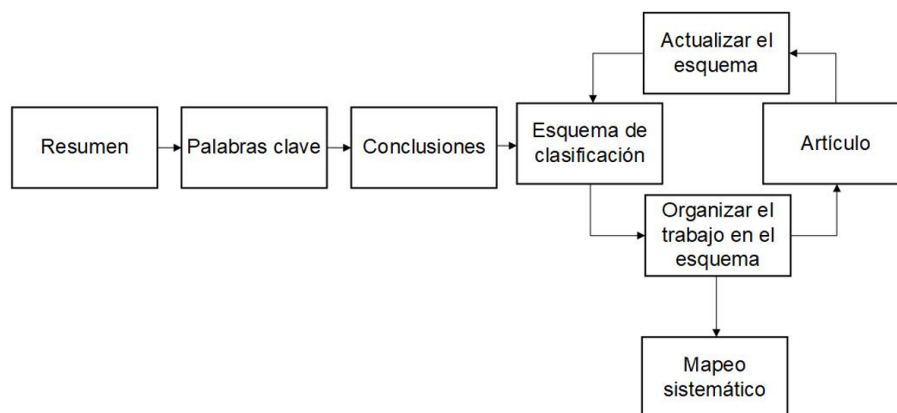 Actualizar el
esquema
Resumen
Palabras clave
Conclusiones
Esquema de
clasificación
Artículo
Organizar el
trabajo en el
esquema
Mapeo
sistemático